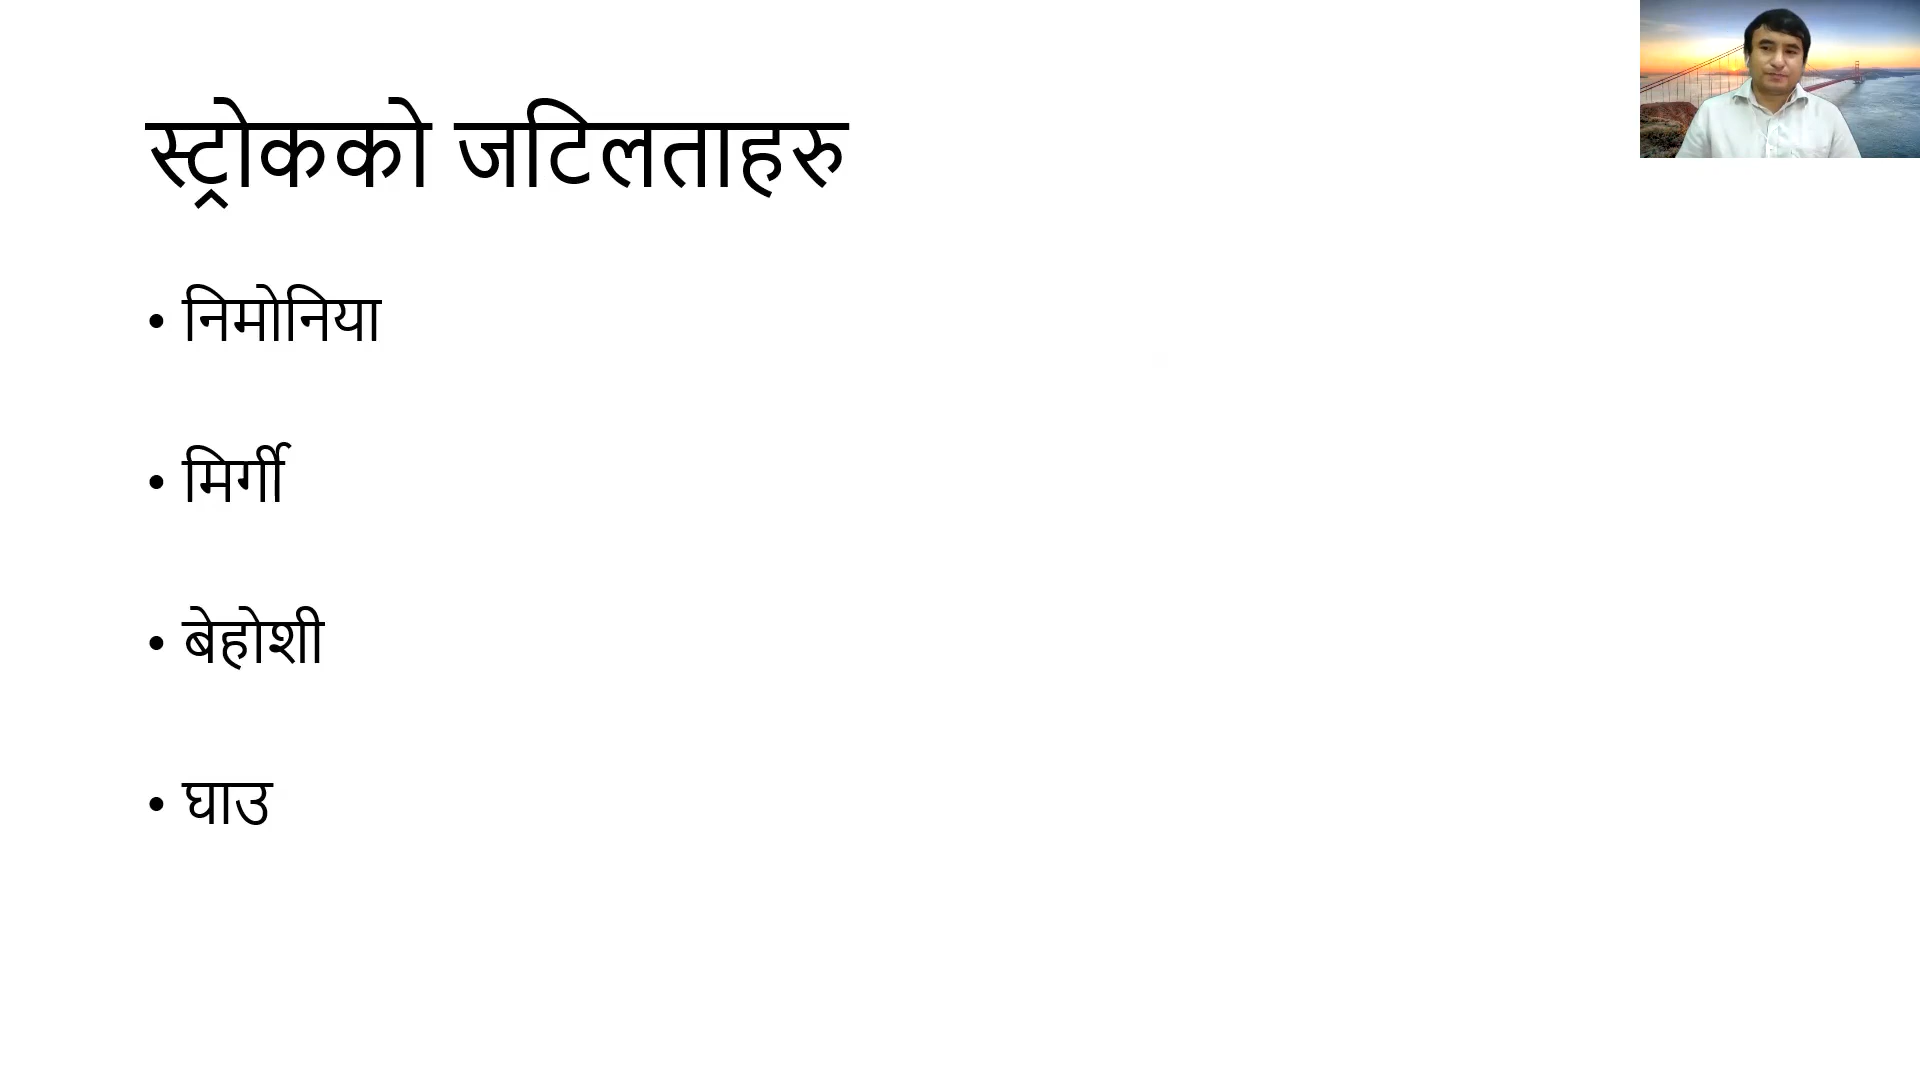 स्ट्रोकको जटिलताहरु
• निमोनिया
• मिर्गी
• बेहोशी
• घाउ